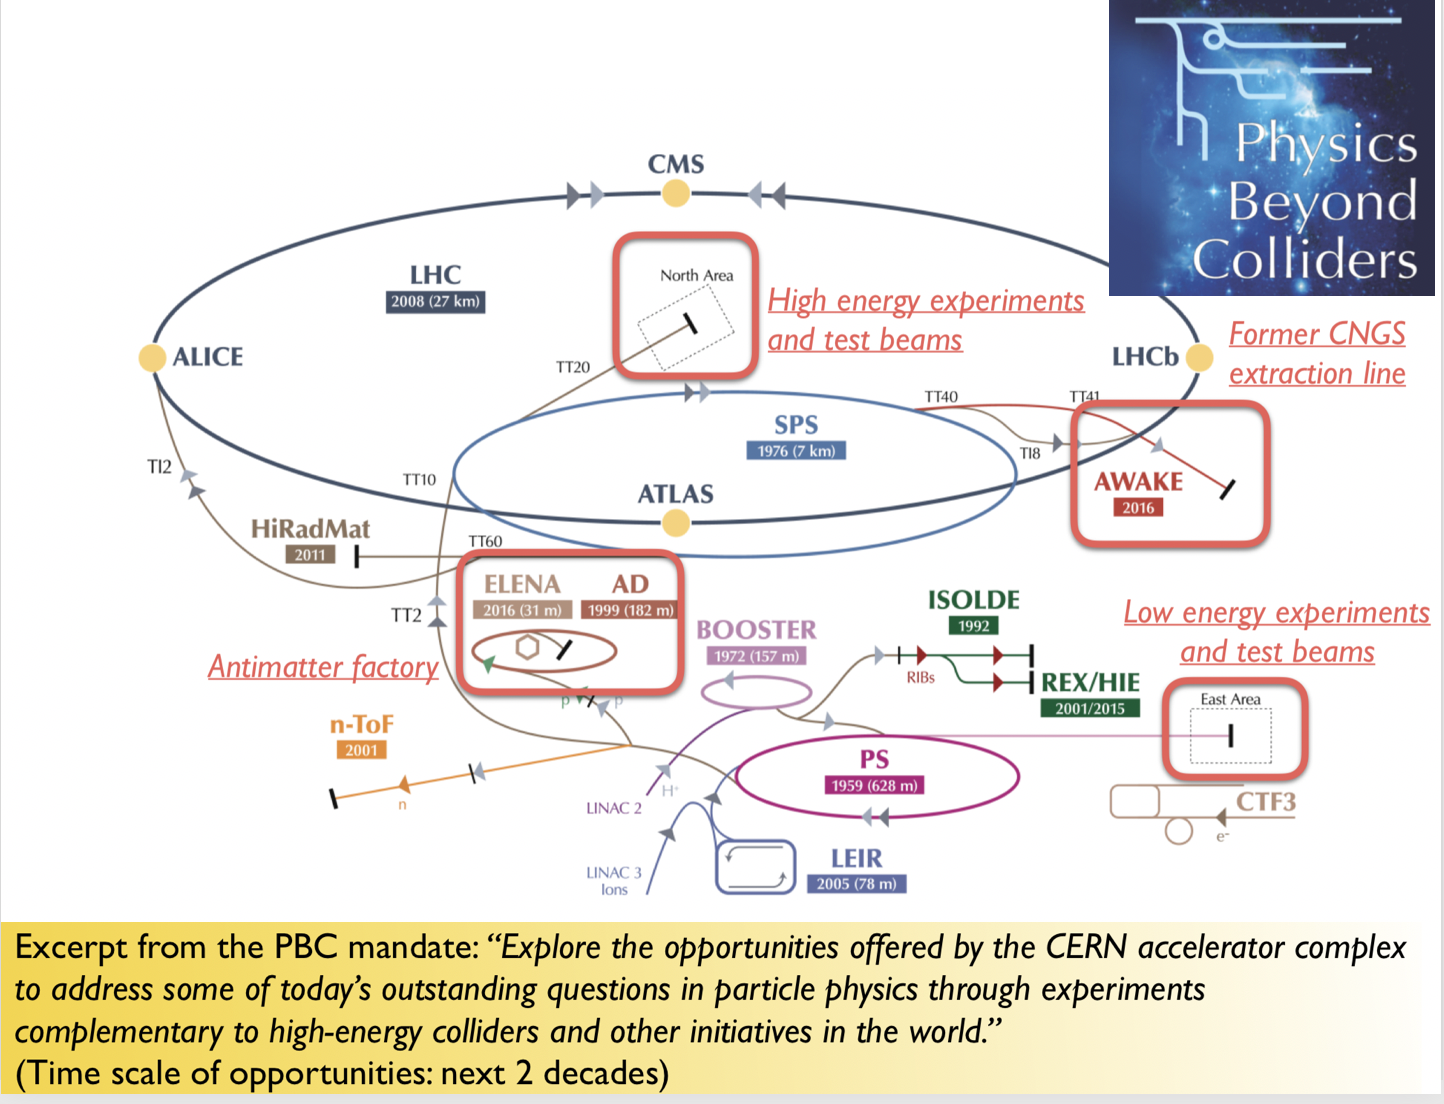 Physics
Beyond
Colliders
CMS
LHC
2008 (27 km)
North Area
High energy experiments
and test beams
ALICE
LHCb
Former CNGS
extraction line
TT20
TT40
TT41
SPS
1976 (7 km)
TI2
TT10
TI8
ATLAS
AWAKE
2016
HiRadMat
2011
TT60
ELENA
2016 (31 m)
AD
1999 (182 m)
TT2
Antimatter factory
BOOSTER
1972 (157 m)
ISOLDE
1992
RIBs
REX/HIE
2001/2015
Low energy experiments
and test beams
East Area
p
p
n-ToF
2001
n
PS
1959 (628 m)
H+
LINAC 2
CTF3
e-
LINAC 3
Ions
LEIR
2005 (78 m)
Excerpt from the PBC mandate: “Explore the opportunities offered by the CERN accelerator complex
to address some of today’s outstanding questions in particle physics through experiments
complementary to high-energy colliders and other initiatives in the world.”
(Time scale of opportunities: next 2 decades)